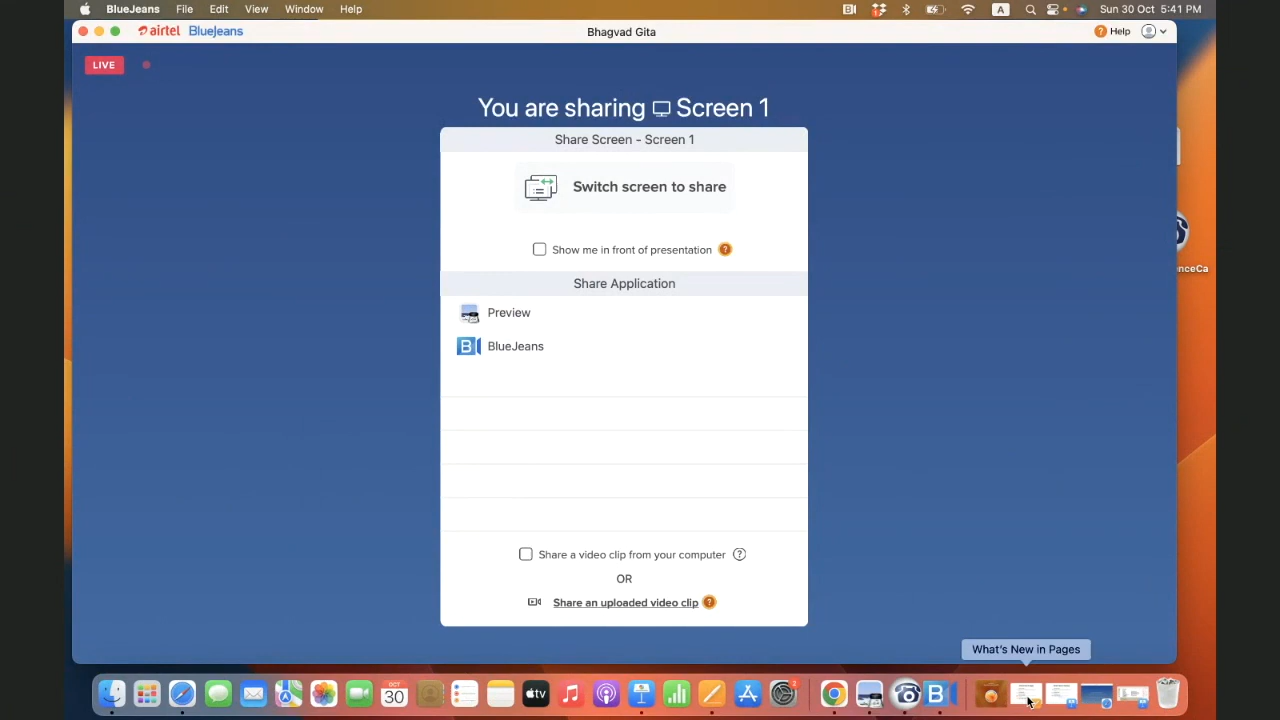 BlueJeans File Edit View Window Help
A Sun 30 Oct 5:41 PM
airtel BlueJeans
Bhagvad Gita
? Help
LIVE
You are sharing Screen 1
Share Screen - Screen 1
Switch screen to share
Show me in front of presentation ?
Share Application
Preview
BlueJeans
Share a video clip from your computer ?
OR
Share an uploaded video clip ?
What's New in Pages
nceCa
OCT
30
tv